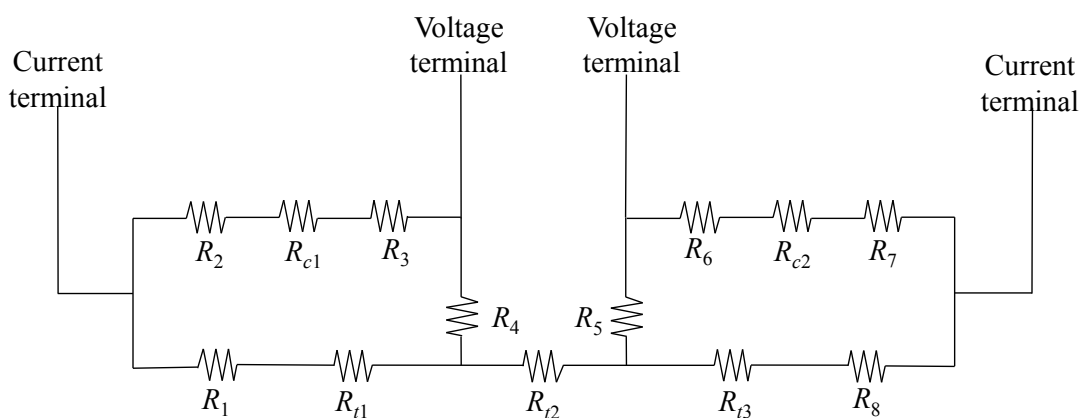 Voltage
terminal
Voltage
terminal
Current
terminal
Current
terminal
R2
Rc1
R3
R6
Rc2
R7
R4
R5
R1
Rt1
Rt2
Rt3
R8